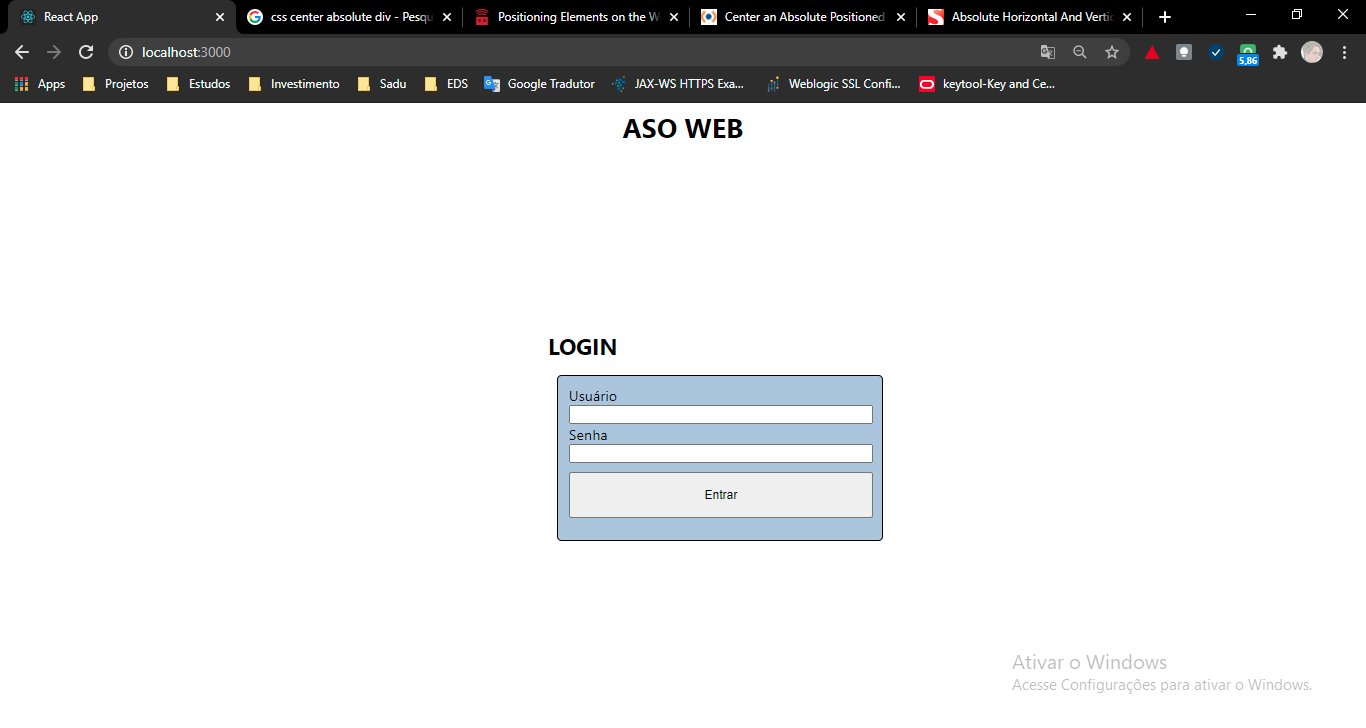 React App
css center absolute div - Pesqu
Positioning Elements on the W
Center an Absolute Positioned
Absolute Horizontal And Vertic
localhost:3000
5,86
Apps
Projetos
Estudos
Investimento
Sadu
EDS
Google Tradutor
JAX-WS HTTPS Exa...
Weblogic SSL Confi...
keytool-Key and Ce...
ASO WEB
LOGIN
Usuário
Senha
Entrar
Ativar o Windows
Acesse Configurações para ativar o Windows.